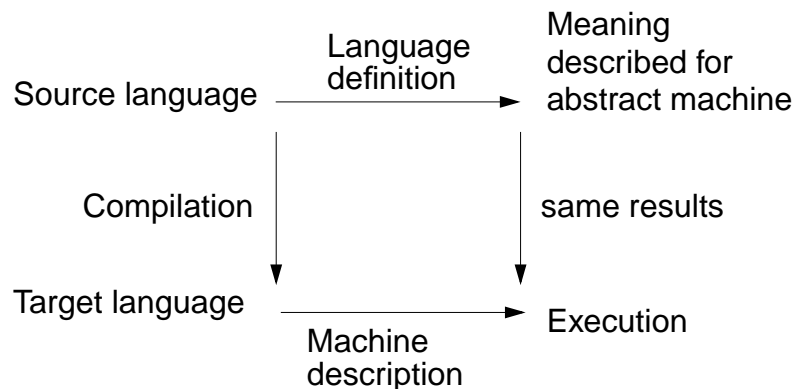 Source language
Language
definition
Meaning
described for
abstract machine
Compilation
same results
Target language
Machine
description
Execution